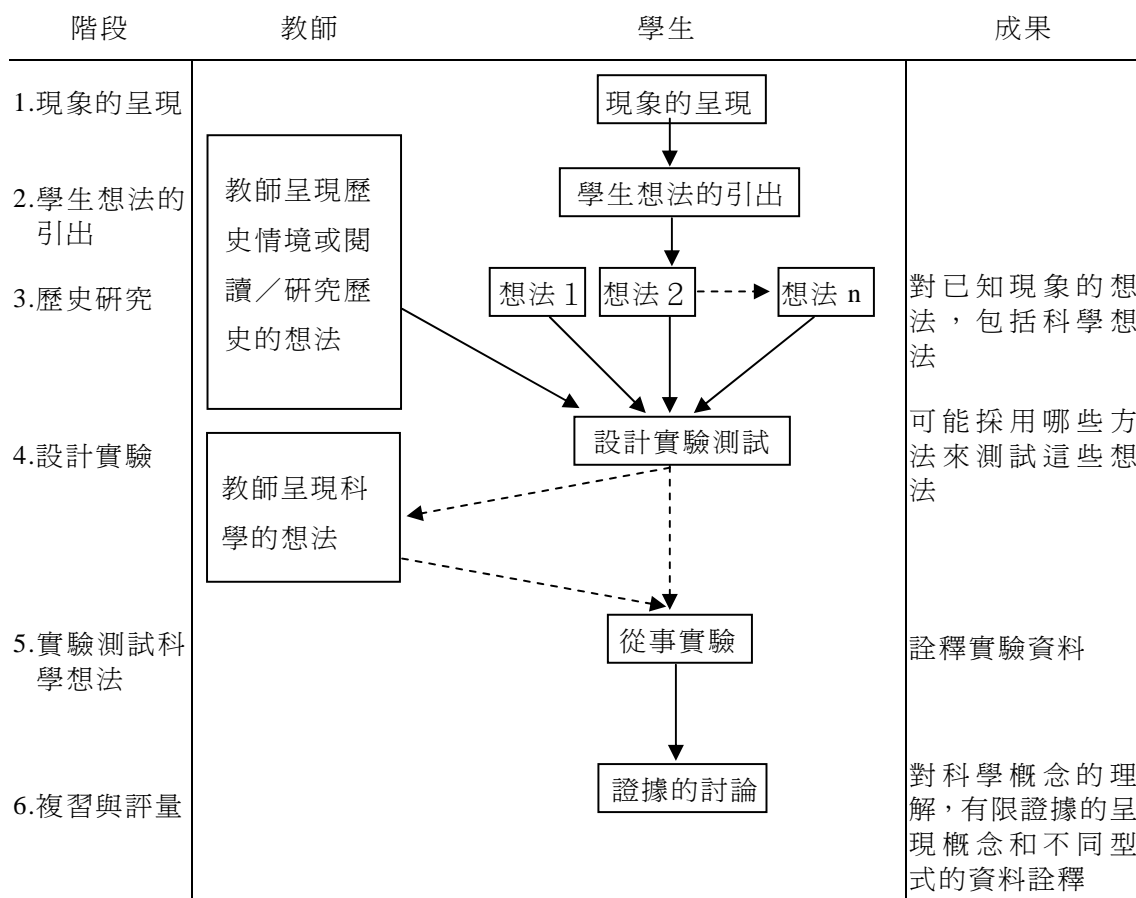 階段 教師 學生 成果
1.現象的呈現
現象的呈現
教師呈現歷
史情境或閱
讀／研究歷
史的想法
2.學生想法的
引出
學生想法的引出
3.歷史研究
想法1 想法2 想法 n
對已知現象的想
法，包括科學想
法
4.設計實驗
教師呈現科
學的想法
設計實驗測試
可能採用哪些方
法來測試這些想
法
5.實驗測試科
學想法
從事實驗
詮釋實驗資料
6.複習與評量
證據的討論
對科學概念的理
解，有限證據的呈
現概念和不同型
式的資料詮釋